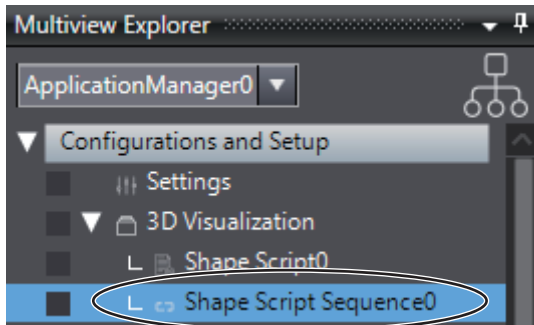 Multiview Explorer
ApplicationManager0
Configurations and Setup
Settings
3D Visualization
Shape Script0
Shape Script Sequence0